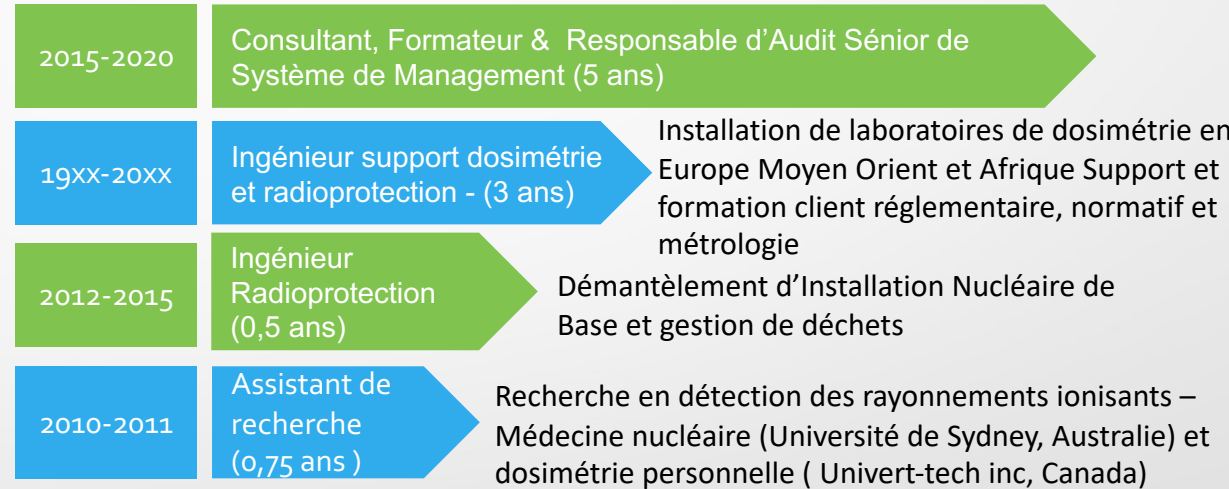 2015-2020
Consultant, Formateur & Responsable d'Audit Sénior de
Système de Management (5 ans)
19xx-20xx
Ingénieur support dosimétrie
et radioprotection - (3 ans)
Installation de laboratoires de dosimétrie en
Europe Moyen Orient et Afrique Support et
formation client réglementaire, normatif et
métrologie
2012-2015
Ingénieur
Radioprotection
(0,5 ans)
Démantèlement d'Installation Nucléaire de
Base et gestion de déchets
2010-2011
Assistant de
recherche
(0,75 ans )
Recherche en détection des rayonnements ionisants –
Médecine nucléaire (Université de Sydney, Australie) et
dosimétrie personnelle ( Univert-tech inc, Canada)